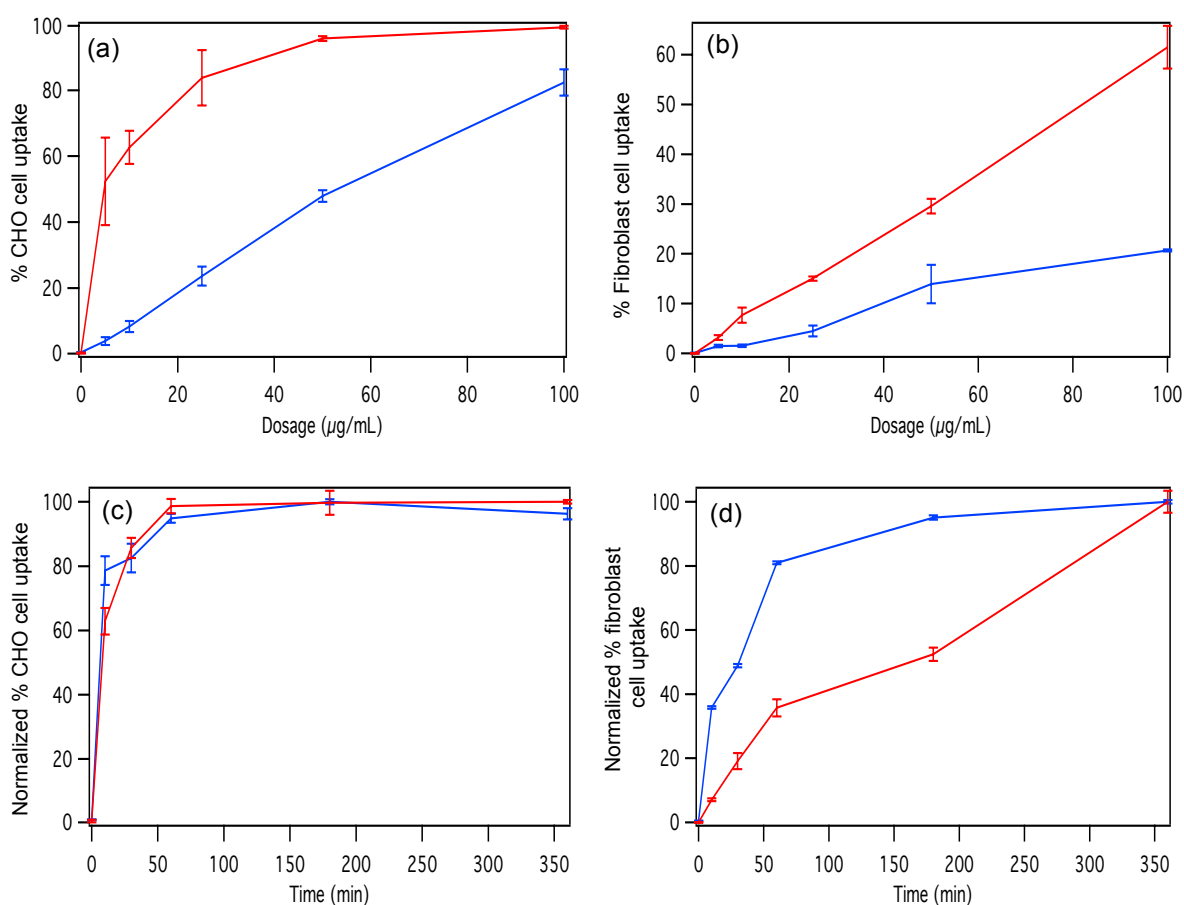 (a)
% CHO cell uptake
100
80
60
40
20
0
0 20 40 60 80 100
Dosage (µg/mL)
(b)
% Fibroblast cell uptake
60
50
40
30
20
10
0
0 20 40 60 80 100
Dosage (µg/mL)
(c)
Normalized % CHO cell uptake
100
80
60
40
20
0
0 50 100 150 200 250 300 350
Time (min)
(d)
Normalized % fibroblast
cell uptake
100
80
60
40
20
0
0 50 100 150 200 250 300 350
Time (min)